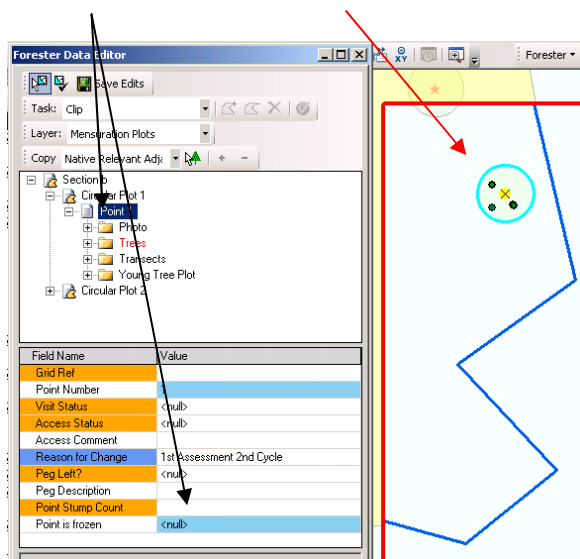 Forester Data Editor
XY
Forester
Save Edits
Task: Clip
Layer: Mensuration Plots
Copy Native Relevant Adja
Section b
Circular Plot 1
Point
Photo
Trees
Transects
Young Tree Plot
Circular Plot 2
Field Name Value
Grid Ref
Point Number 1
Visit Status <null>
Access Status <null>
Access Comment
Reason for Change 1st Assessment 2nd Cycle
Peg Left? <null>
Peg Description
Point Stump Count
Point is frozen <null>